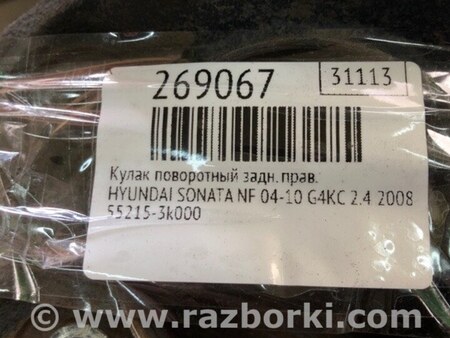 269067
31113
Кулак поворотный задн. прав.
HYUNDAI SONATA NF 04-10 G4KC 2.4 2008
55215-3k000
© www.razborki.com